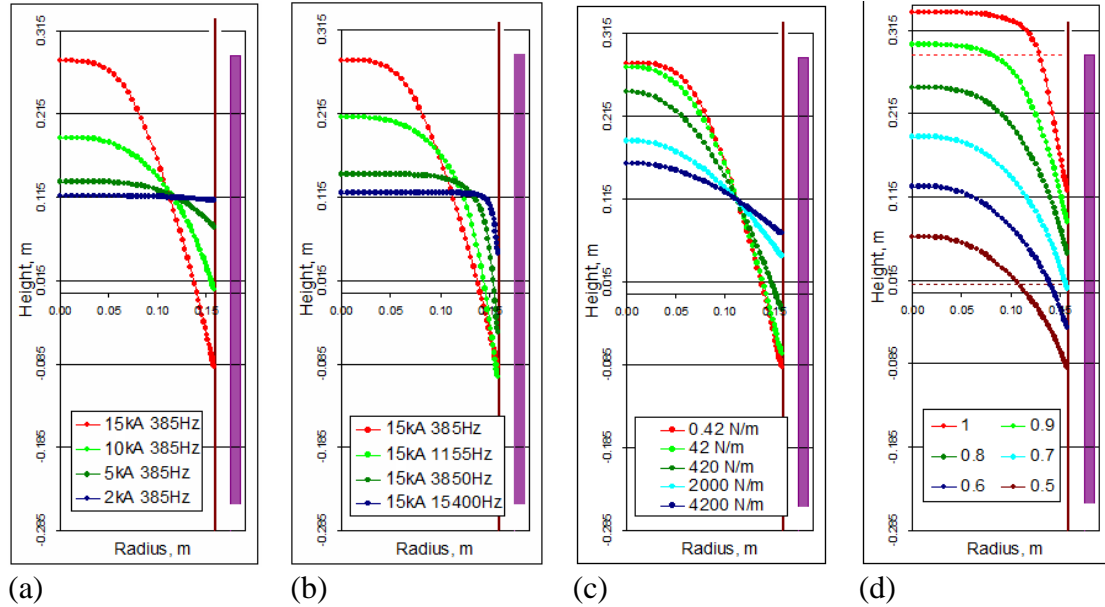 0.315
0.215
0.115
0.015
-0.085
-0.185
-0.285
Height, m
0.00 0.05 0.10 0.15
15kA 385Hz
10kA 385Hz
5kA 385Hz
2kA 385Hz
Radius, m
(a)
0.315
0.215
0.115
0.015
-0.085
-0.185
-0.285
Height, m
0.00 0.05 0.10 0.15
15kA 385Hz
15kA 1155Hz
15kA 3850Hz
15kA 15400Hz
Radius, m
(b)
0.315
0.215
0.115
0.015
-0.085
-0.185
-0.285
Height, m
0.00 0.05 0.10 0.15
0.42 N/m
42 N/m
420 N/m
2000 N/m
4200 N/m
Radius, m
(c)
0.315
0.215
0.115
-0.085
-0.185
-0.285
Height, m
0.00 0.05 0.10 0.15
1 0.9
0.8 0.7
0.6 0.5
Radius, m
(d)